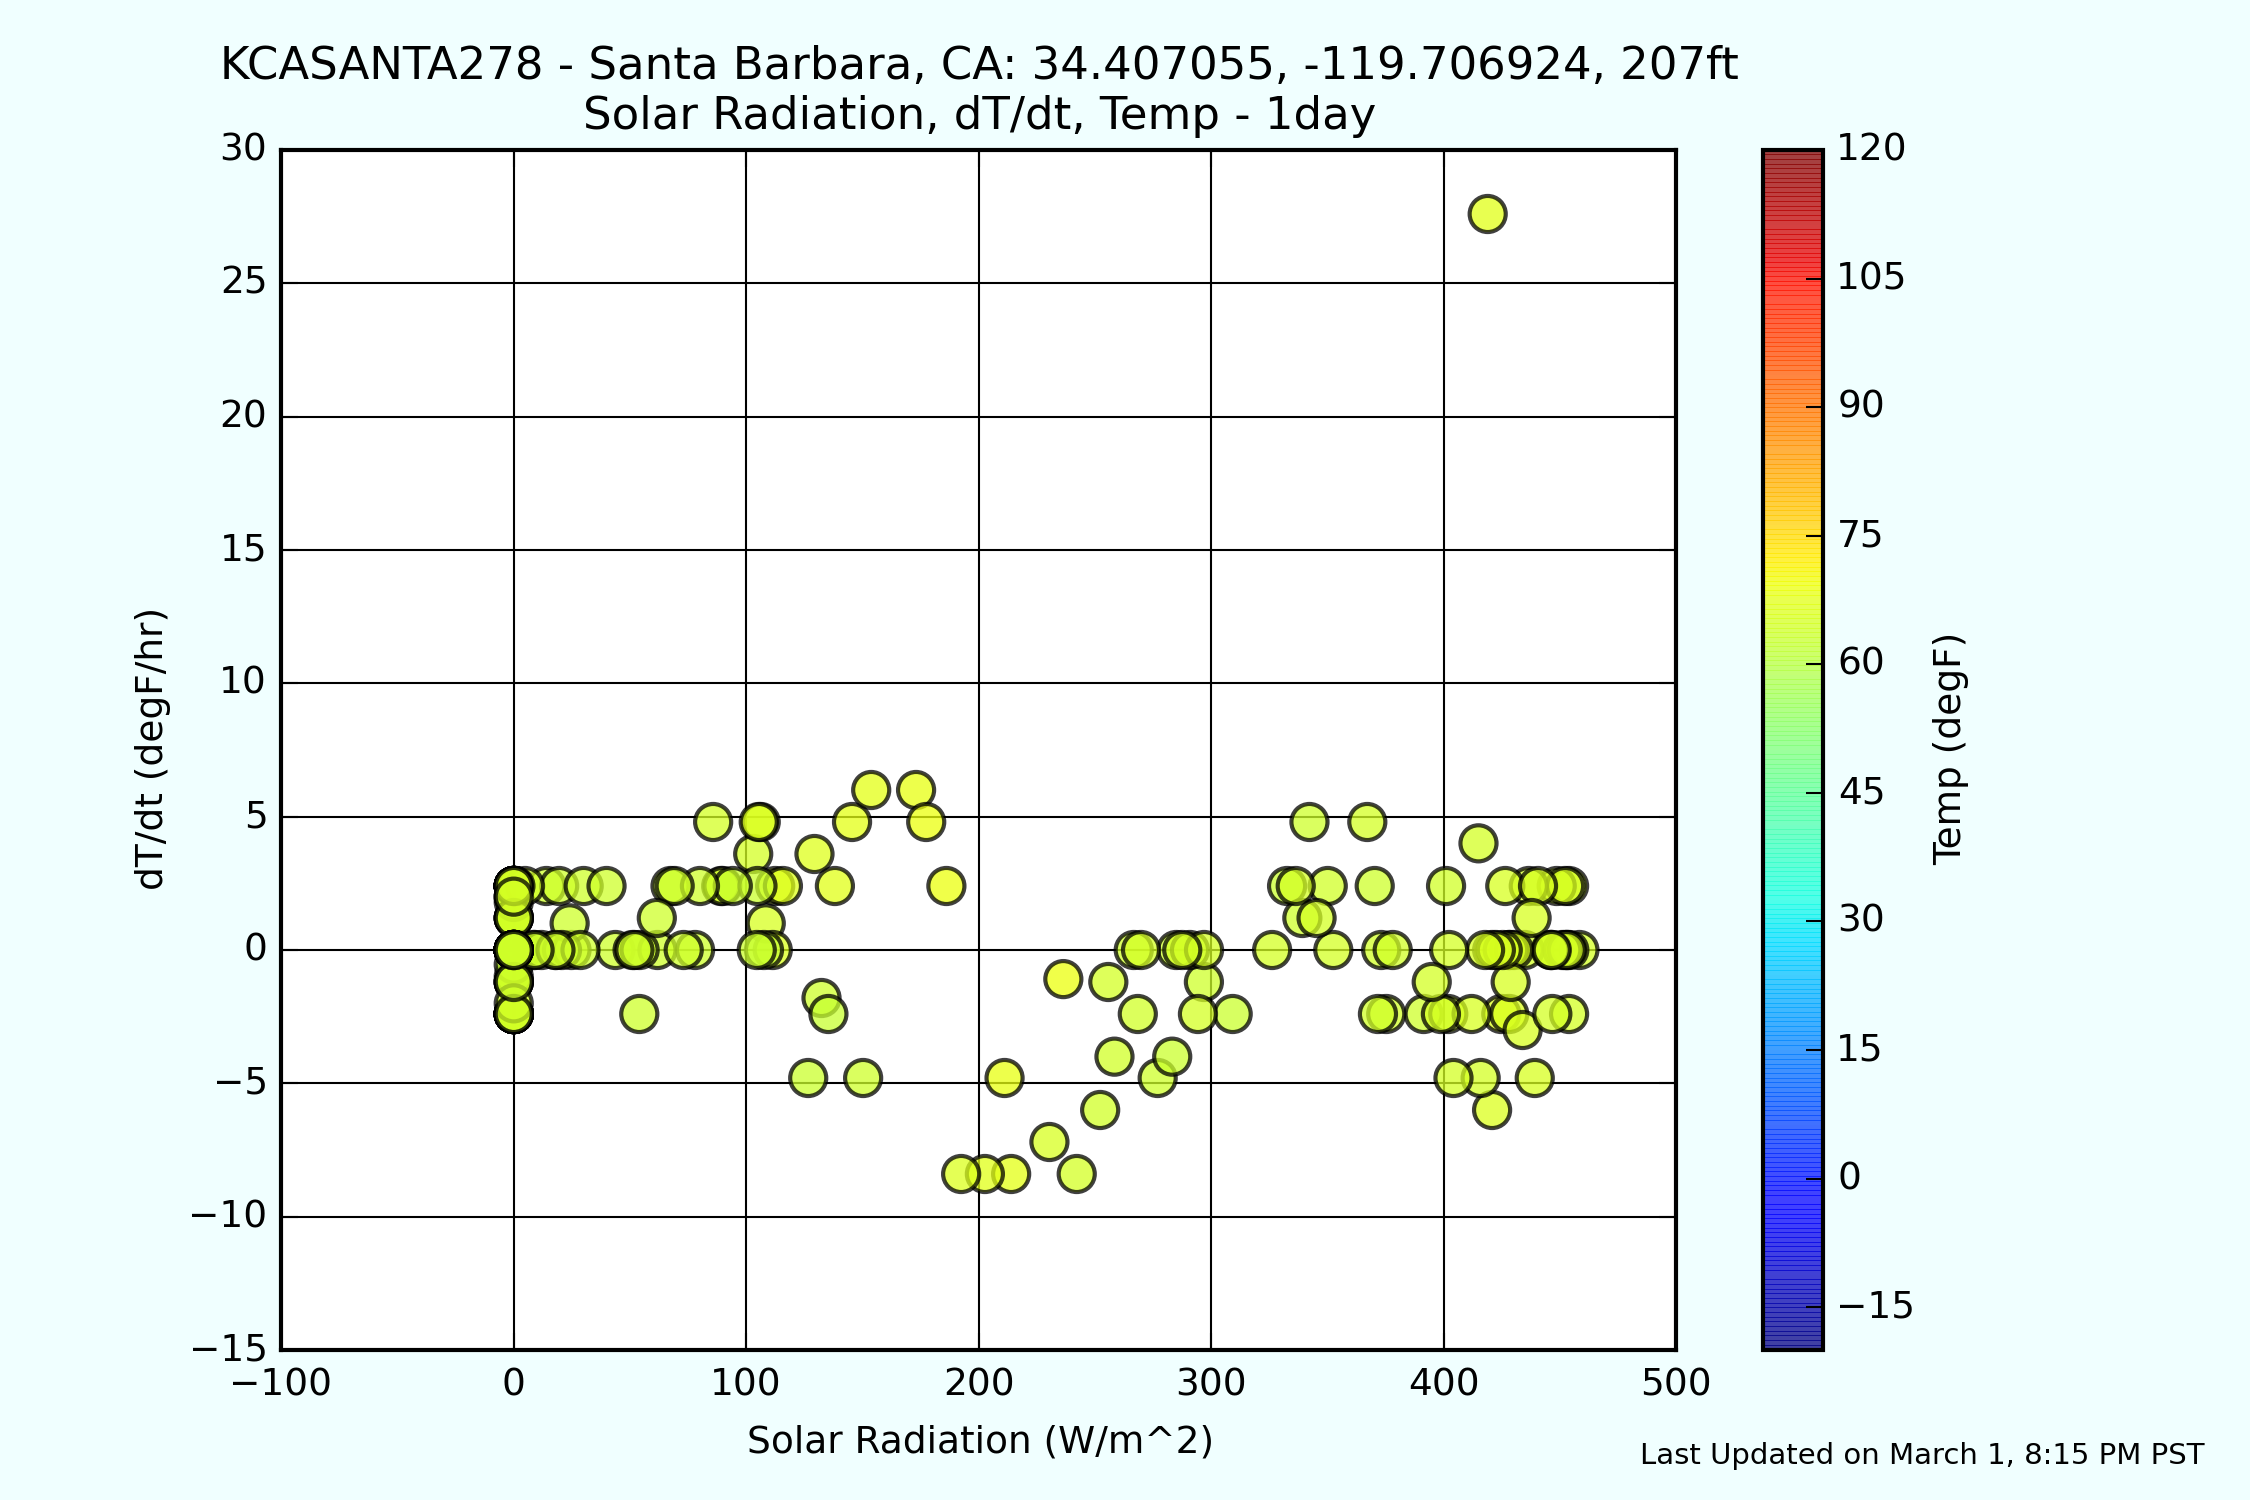 KCASANTA278 - Santa Barbara, CA: 34.407055, -119.706924, 207ft
Solar Radiation, dT/dt, Temp - 1day
30
25
20
15
10
5
0
−5
−10
−15
dT/dt (degF/hr)
−100 0 100 200 300 400 500
Solar Radiation (W/m^2)
120
105
90
75
60
45
30
15
0
−15
Temp (degF)
Last Updated on March 1, 8:15 PM PST